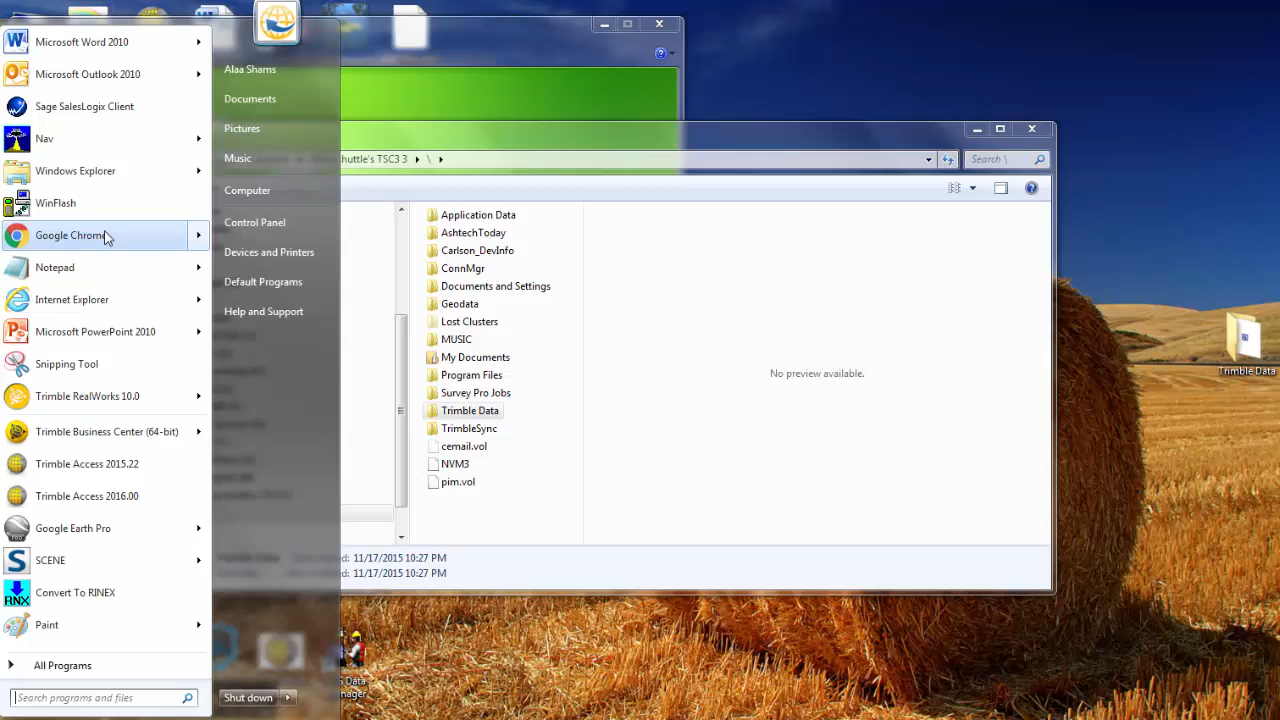 Microsoft Word 2010
Microsoft Outlook 2010
Sage SalesLogix Client
Nav
Windows Explorer
WinFlash
Google Chrome
Notepad
Internet Explorer
Microsoft PowerPoint 2010
Snipping Tool
Trimble RealWorks 10.0
Trimble Business Center (64-bit)
Trimble Access 2015.22
Trimble Access 2016.00
Google Earth Pro
SCENE
Convert To RINEX
RNX
Paint
All Programs
Search programs and files
Alaa Shams
Documents
Pictures
Music
Computer
Control Panel
Devices and Printers
Default Programs
Help and Support
Shut down
huttle's TSC3 3
\
Search \
Application Data
AshtechToday
Carlson_DevInfo
ConnMgr
Documents and Settings
Geodata
Lost Clusters
MUSIC
My Documents
Program Files
Survey Pro Jobs
Trimble Data
TrimbleSync
cemail.vol
NVM3
pim.vol
No preview available.
11/17/2015 10:27 PM
11/17/2015 10:27 PM
Trimble Data